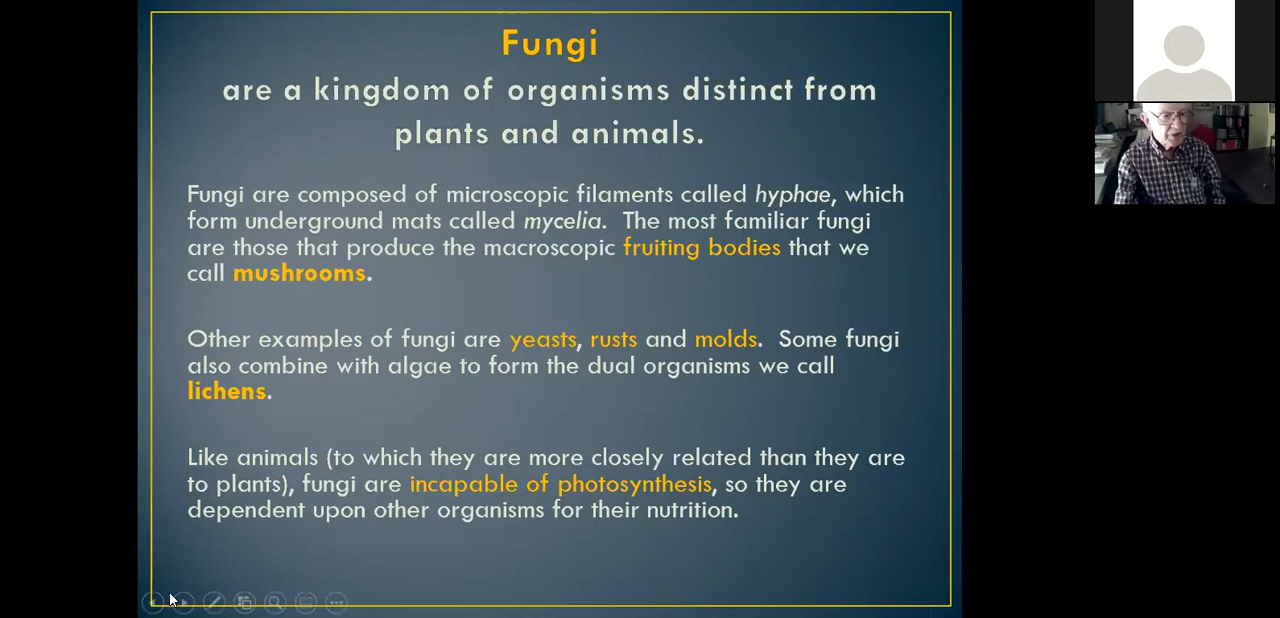 Fungi
are a kingdom of organisms distinct from
plants and animals.
Fungi are composed of microscopic filaments called hyphae, which
form underground mats called mycelia.  The most familiar fungi
are those that produce the macroscopic fruiting bodies that we
call mushrooms.
Other examples of fungi are yeasts, rusts and molds.  Some fungi
also combine with algae to form the dual organisms we call
lichens.
Like animals (to which they are more closely related than they are
to plants), fungi are incapable of photosynthesis, so they are
dependent upon other organisms for their nutrition.